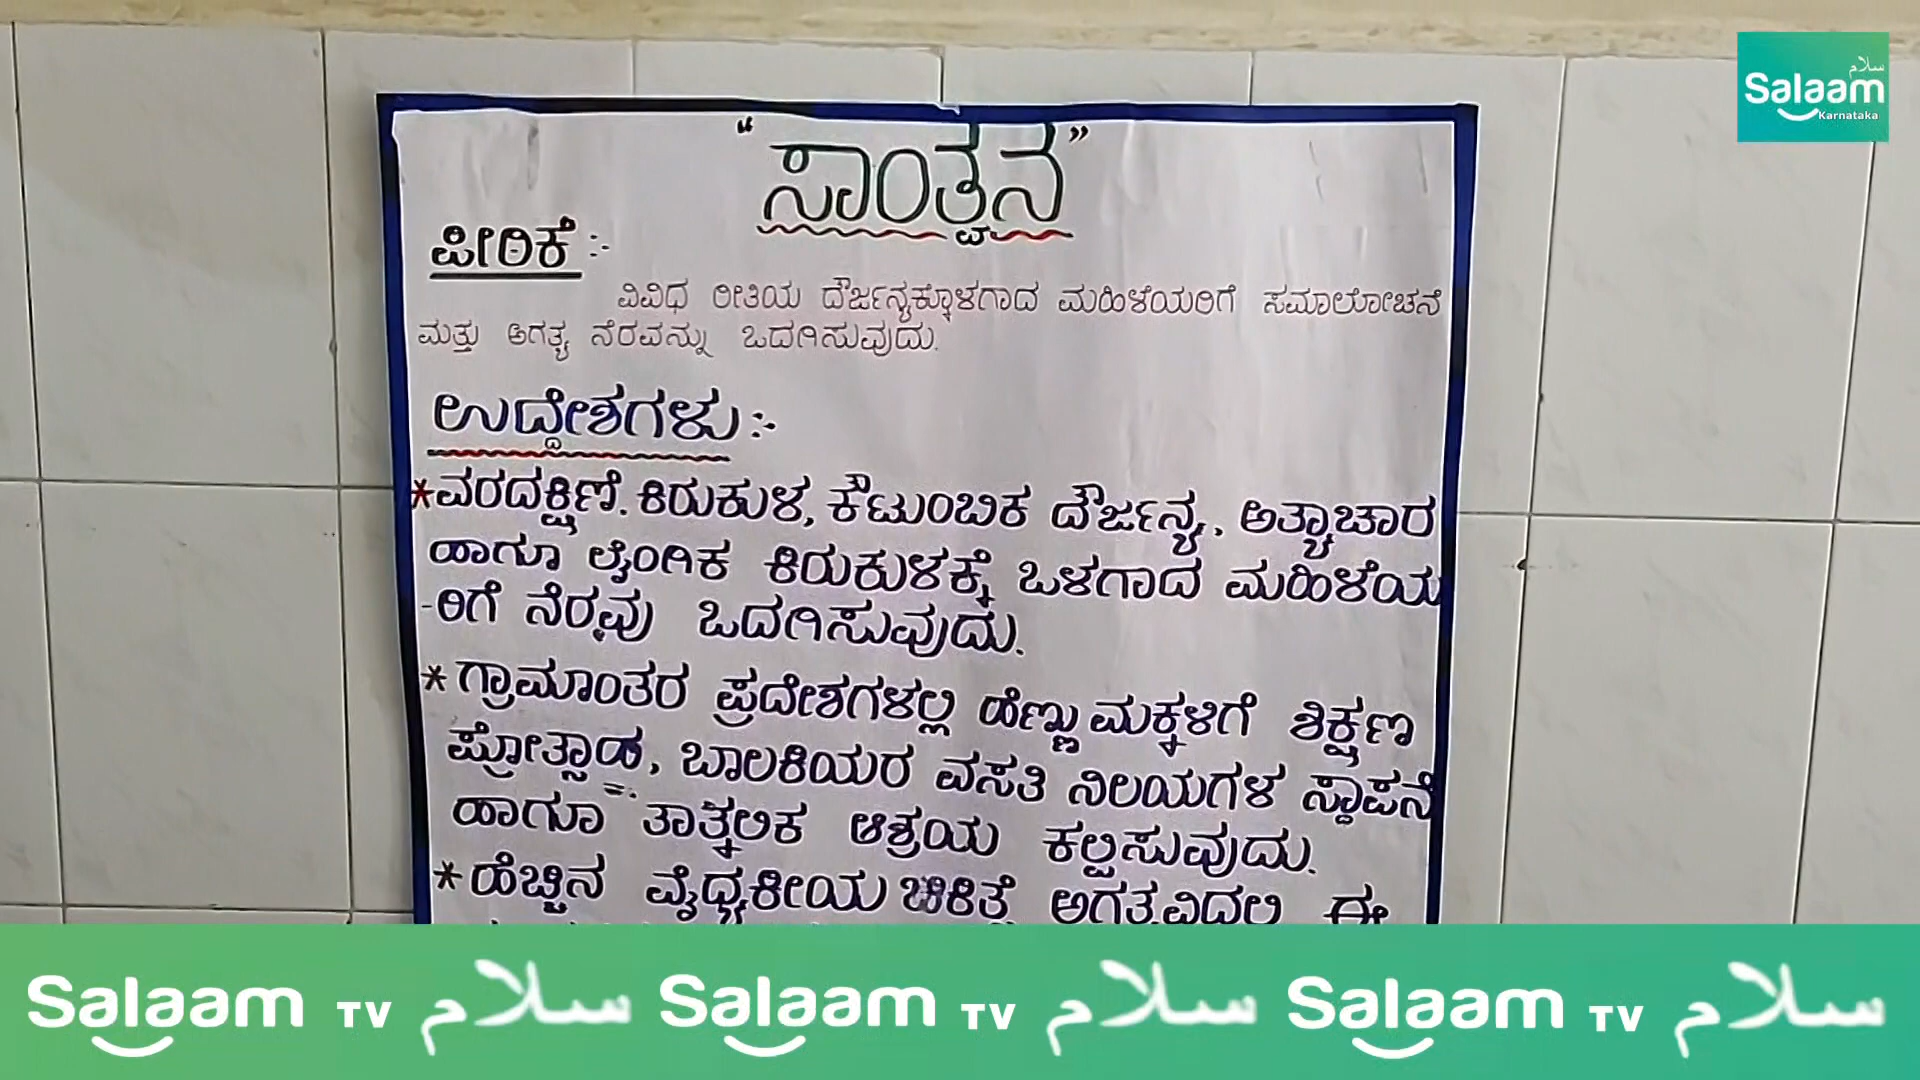 سلام
Salaam
Karnataka
“ಸಾಂತ್ವನ”
ಪೀಠಿಕೆ :-
ವಿವಿಧ ರೀತಿಯ ದೌರ್ಜನ್ಯಕ್ಕೊಳಗಾದ ಮಹಿಳೆಯರಿಗೆ ಸಮಾಲೋಚನೆ
ಮತ್ತು ಅಗತ್ಯ ನೆರವನ್ನು ಒದಗಿಸುವುದು.
ಉದ್ದೇಶಗಳು :-
*ವರದಕ್ಷಿಣೆ. ಕಿರುಕುಳ, ಕೌಟುಂಬಿಕ ದೌರ್ಜನ್ಯ, ಅತ್ಯಾಚಾರ
ಹಾಗೂ ಲೈಂಗಿಕ ಕಿರುಕುಳಕ್ಕೆ ಒಳಗಾದ ಮಹಿಳೆಯ
-ರಿಗೆ ನೆರವು ಒದಗಿಸುವುದು.
* ಗ್ರಾಮಾಂತರ ಪ್ರದೇಶಗಳಲ್ಲಿ ಹೆಣ್ಣು ಮಕ್ಕಳಿಗೆ ಶಿಕ್ಷಣ
ಪ್ರೋತ್ಸಾಹ, ಬಾಲಕಿಯರ ವಸತಿ ನಿಲಯಗಳ ಸ್ಥಾಪನೆ
ಹಾಗೂ ತಾತ್ಕಲಿಕ ಆಶ್ರಯ ಕಲ್ಪಿಸುವುದು.
* ಹೆಚ್ಚಿನ ವೈದ್ಯಕೀಯ ಚಿಕಿತ್ಸೆ ಅಗತ್ಯವಿದ್ದಲ್ಲಿ ಈ
Salaam TV سلام Salaam TV سلام Salaam TV سلام